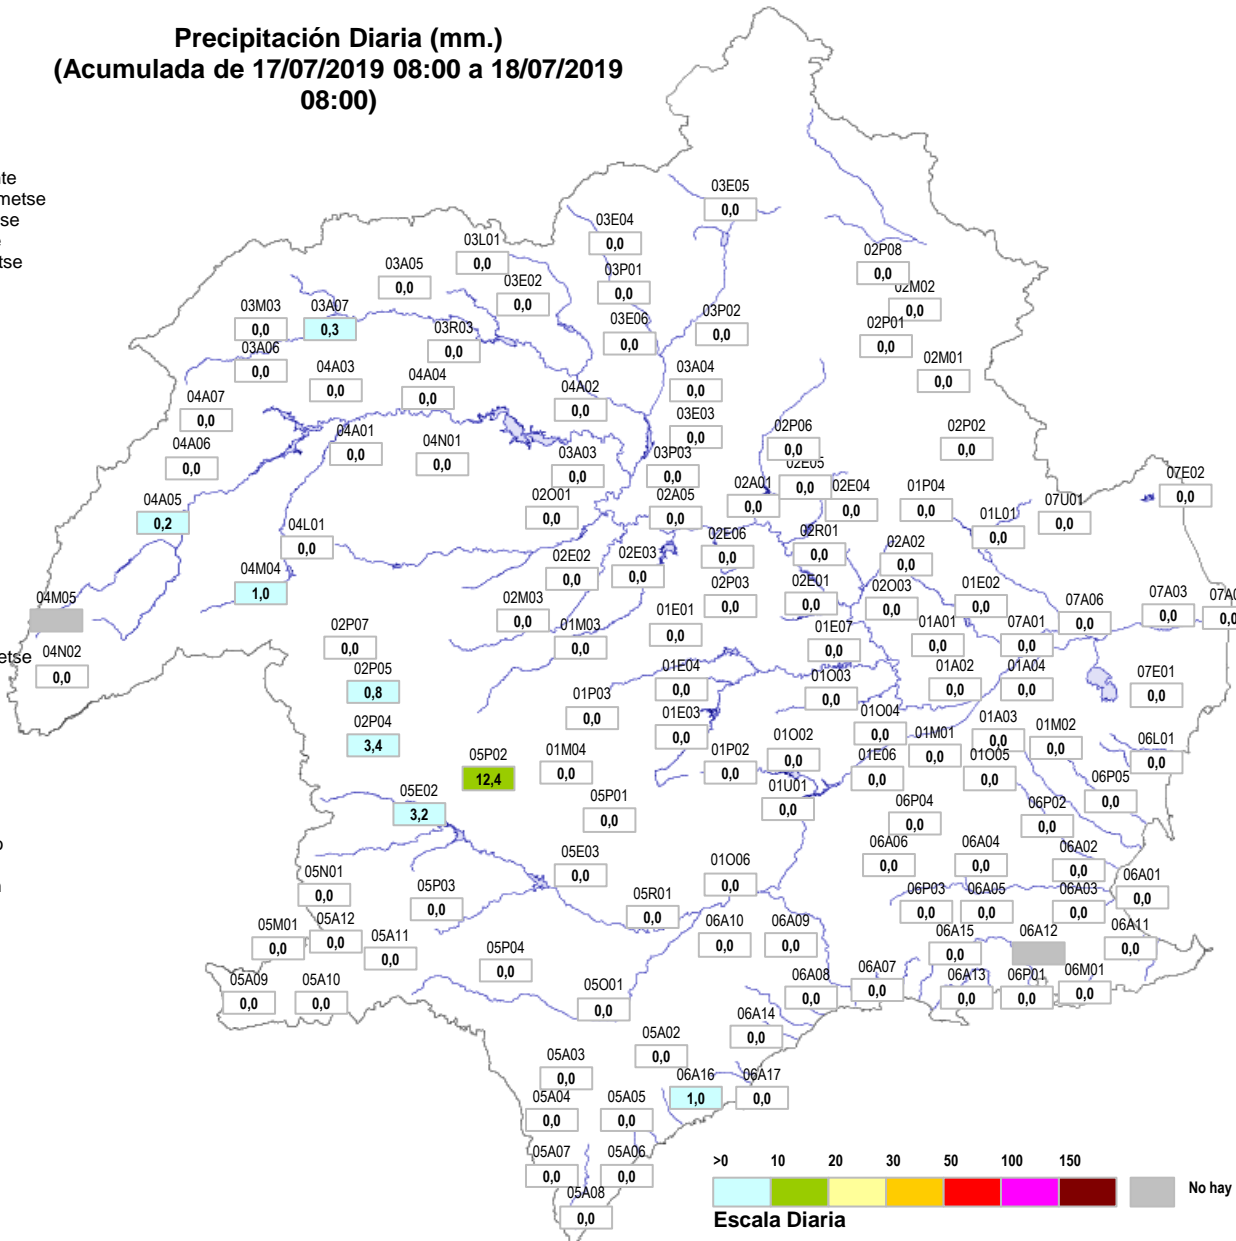 Precipitación Diaria (mm.)
(Acumulada de 17/07/2019 08:00 a 18/07/2019
08:00)
03E05
0,0
03E04
0,0
03L01
0,0
02P08
0,0
03A05
0,0
03P01
0,0
03E02
0,0
02M02
0,0
03M03
0,0
03A07
0,3
03P02
0,0
03E06
0,0
03R03
0,0
02P01
0,0
03A06
0,0
04A03
0,0
04A04
0,0
03A04
0,0
02M01
0,0
04A07
0,0
04A02
0,0
03E03
0,0
04A01
0,0
04N01
0,0
04A06
0,0
02P06
0,0
02P02
0,0
03A03
0,0
03P03
0,0
02E05
0,0
07E02
0,0
04A05
0,2
02O01
0,0
02A05
0,0
02A01
0,0
02E04
0,0
01P04
0,0
07U01
0,0
01L01
0,0
04L01
0,0
02E02
0,0
02E03
0,0
02E06
0,0
02R01
0,0
02A02
0,0
04M04
1,0
02P03
0,0
02E01
0,0
02O03
0,0
01E02
0,0
04M05
02M03
0,0
01E01
0,0
07A06
0,0
07A03
0,0
07A0
0,0
04N02
0,0
02P07
0,0
01M03
0,0
01E07
0,0
01A01
0,0
07A01
0,0
etse
02P05
0,8
01E04
0,0
01O03
0,0
01A02
0,0
01A04
0,0
07E01
0,0
01P03
0,0
02P04
3,4
01E03
0,0
01O04
0,0
01A03
0,0
01M02
0,0
05P02
12,4
01M04
0,0
01P02
0,0
01O02
0,0
01M01
0,0
01E06
0,0
01O05
0,0
06L01
0,0
05E02
3,2
05P01
0,0
01U01
0,0
06P04
0,0
06P02
0,0
06P05
0,0
05E03
0,0
01O06
0,0
06A06
0,0
06A04
0,0
06A02
0,0
05N01
0,0
05P03
0,0
05R01
0,0
06P03
0,0
06A05
0,0
06A03
0,0
06A01
0,0
05M01
0,0
05A12
0,0
05A11
0,0
06A10
0,0
06A09
0,0
06A15
0,0
06A12
06A11
0,0
05P04
0,0
05A09
0,0
05A10
0,0
05O01
0,0
06A08
0,0
06A07
0,0
06A13
0,0
06P01
0,0
06M01
0,0
05A02
0,0
06A14
0,0
05A03
0,0
06A16
1,0
06A17
0,0
05A04
0,0
05A05
0,0
05A07
0,0
05A06
0,0
05A08
0,0
>0 10 20 30 50 100 150
No hay
Escala Diaria